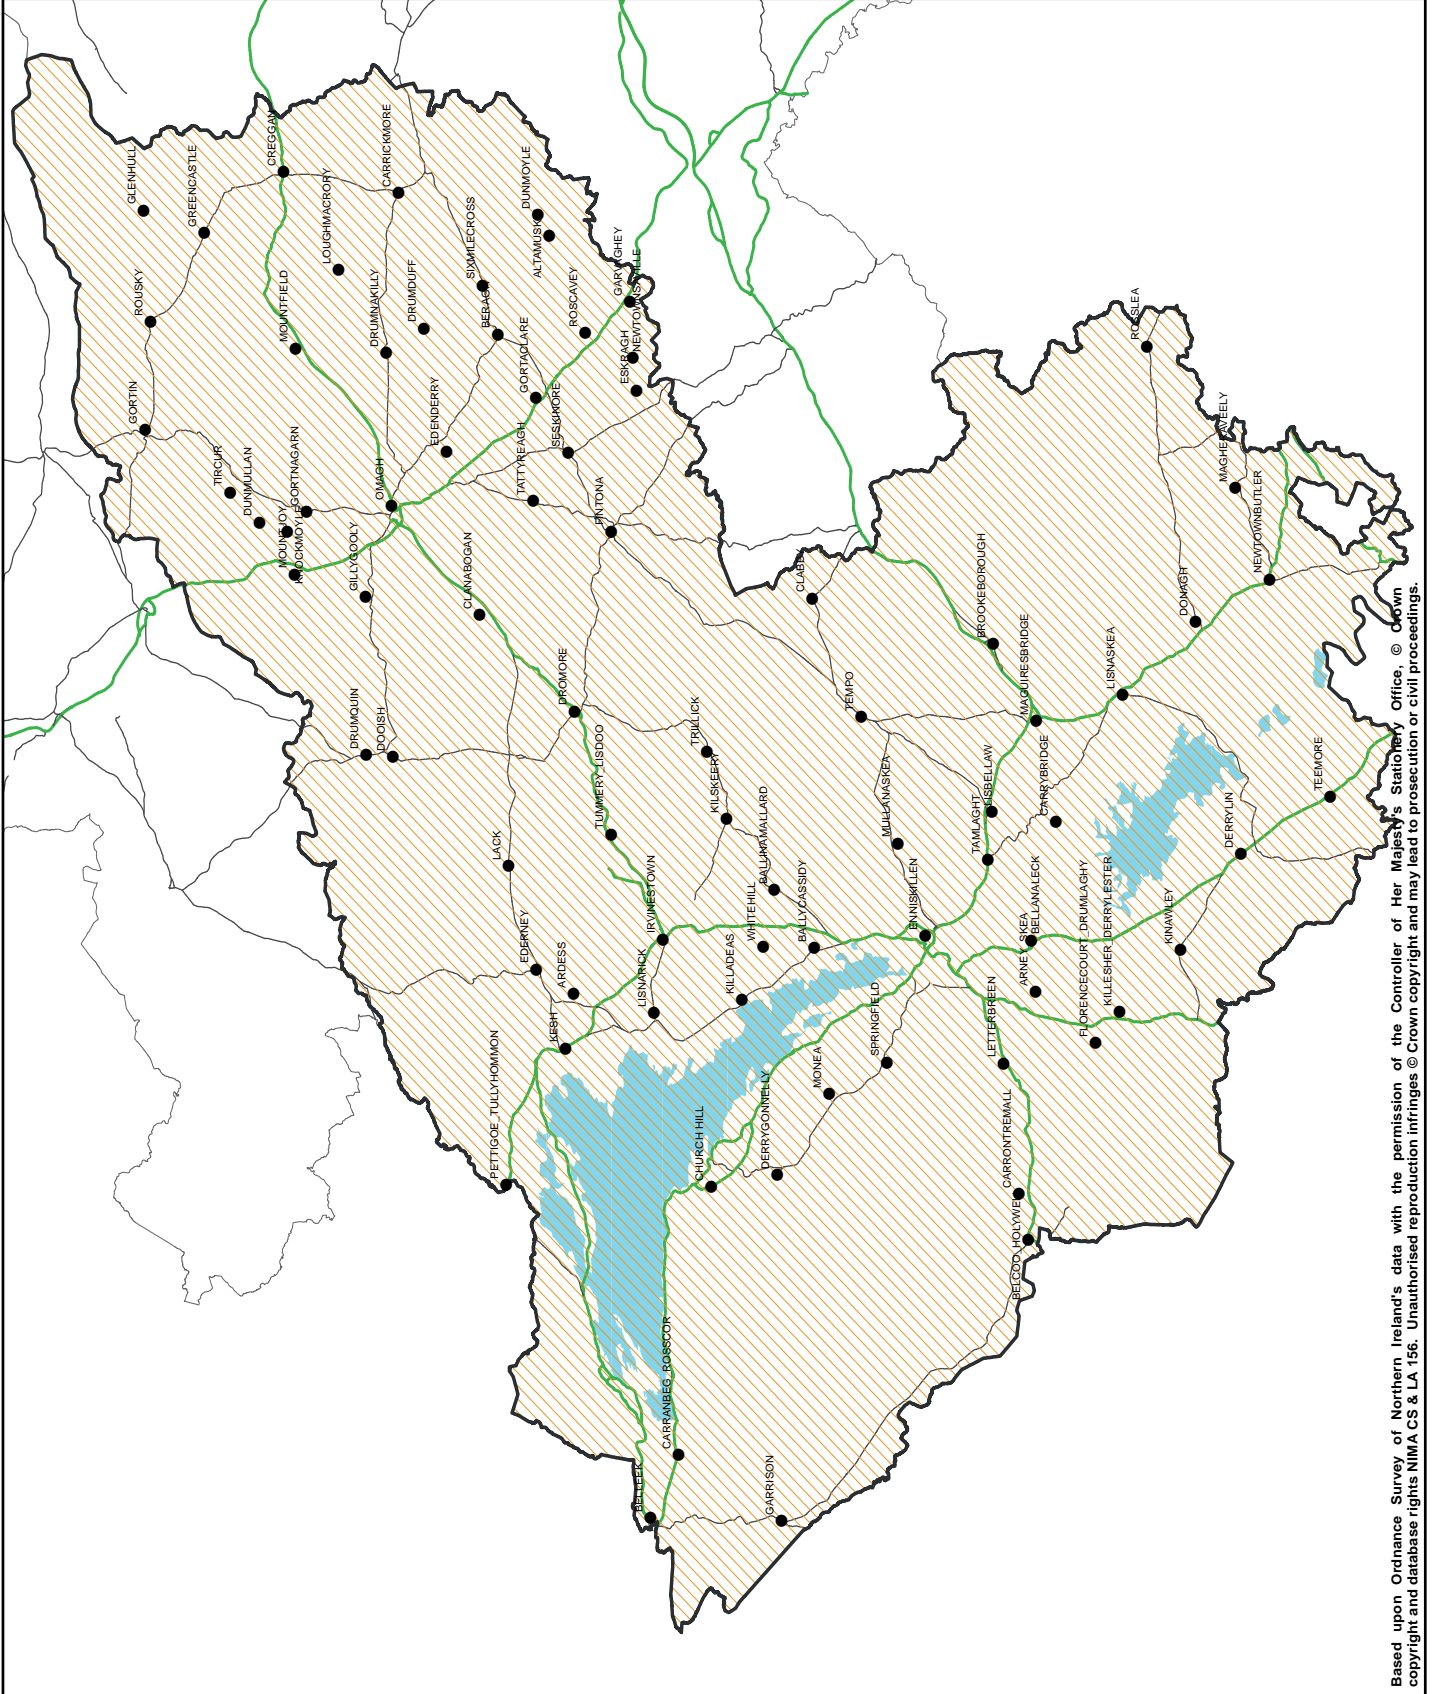 GLENHULL
GREENCASTLE
CREGGAN
ROUSKY
LOUGHMACRORY
CARRICKMORE
MOUNTFIELD
DUNMOYLE
ALTAMUSK
SIXMILECROSS
DRUMNAKILLY
DRUMDUFF
BERAGH
GARVAGHEY
NEWTOWNSAVILLE
ROSCAVEY
ESKRAGH
GORTIN
GORTACLARE
EDENDERRY
SESKINORE
TATTYREAGH
TIRCUR
DUNMULLAN
GORTNAGARN
OMAGH
MOUNTJOY
KNOCKMOYLE
GILLYGOOLY
FINTONA
CLANABOGAN
ROSSLEA
MAGHERAVEELY
NEWTOWNBUTLER
CLABBY
BROOKEBOROUGH
DONAGH
DRUMQUIN
DOOISH
DROMORE
TRILLICK
TEMPO
MAGUIRESBRIDGE
LISNASKEA
LACK
TUMMERY_LISDOO
KILSKEERY
MULLANASKEA
LISBELLAW
TAMLAGHT
CARRYBRIDGE
TEEMORE
DERRYLIN
EDERNEY
ARDESS
IRVINESTOWN
LISNARICK
BALLINAMALLARD
WHITEHILL
BALLYCASSIDY
KILLADEAS
ENNISKILLEN
BELLANALECK
ARNEY_SKEA
KINAWLEY
KILLESHER_DERRYLESTER
FLORENCECOURT_DRUMLAGHY
KESH
PETTIGOE_TULLYHOMMON
SPRINGFIELD
MONEA
LETTERBREEN
CHURCH HILL
DERRYGONNELLY
CARRONTREMALL
BELCOO_HOLYWELL
CARRANBEG_ROSSCOR
BELLEEK
GARRISON
Based upon Ordnance Survey of Northern Ireland's data with the permission of the Controller of Her Majesty's Stationery Office, © Crown
copyright and database rights NIMA CS & LA 156. Unauthorised reproduction infringes © Crown copyright and may lead to prosecution or civil proceedings.